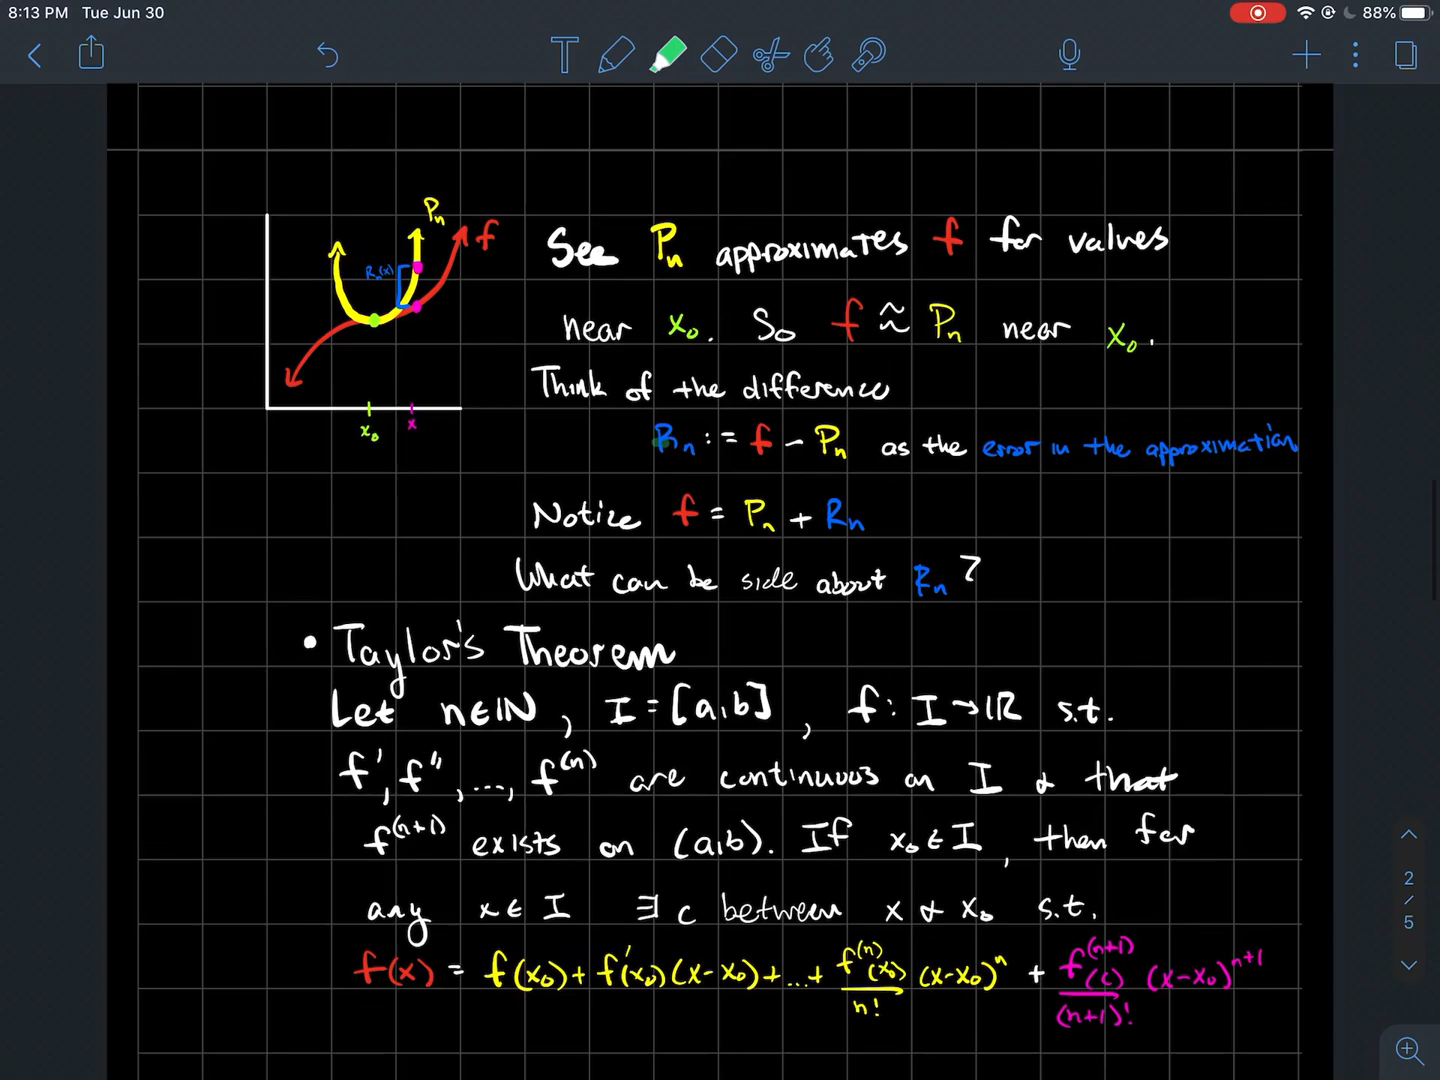 8:13 PM Tue Jun 30
88%
T
Pₙ
f
Rₙ(x)
x₀
x
See Pₙ approximates f for values
near x₀. So f ≈ Pₙ near x₀.
Think of the difference
Rₙ := f - Pₙ as the error in the approximation
Notice f = Pₙ + Rₙ
What can be side about Rₙ?
• Taylor's Theorem
Let n∈ℕ, I = [a,b], f: I→ℝ s.t.
f', f'', ..., f⁽ⁿ⁾ are continuous on I & that
f⁽ⁿ⁺¹⁾ exists on (a,b). If x₀ ∈ I, then for
any x ∈ I ∃ c between x & x₀ s.t.
f(x) = f(x₀) + f'(x₀)(x-x₀) + ... + f⁽ⁿ⁾(x₀)/n! (x-x₀)ⁿ + f⁽ⁿ⁺¹⁾(c)/(n+1)! (x-x₀)ⁿ⁺¹
2
/
5